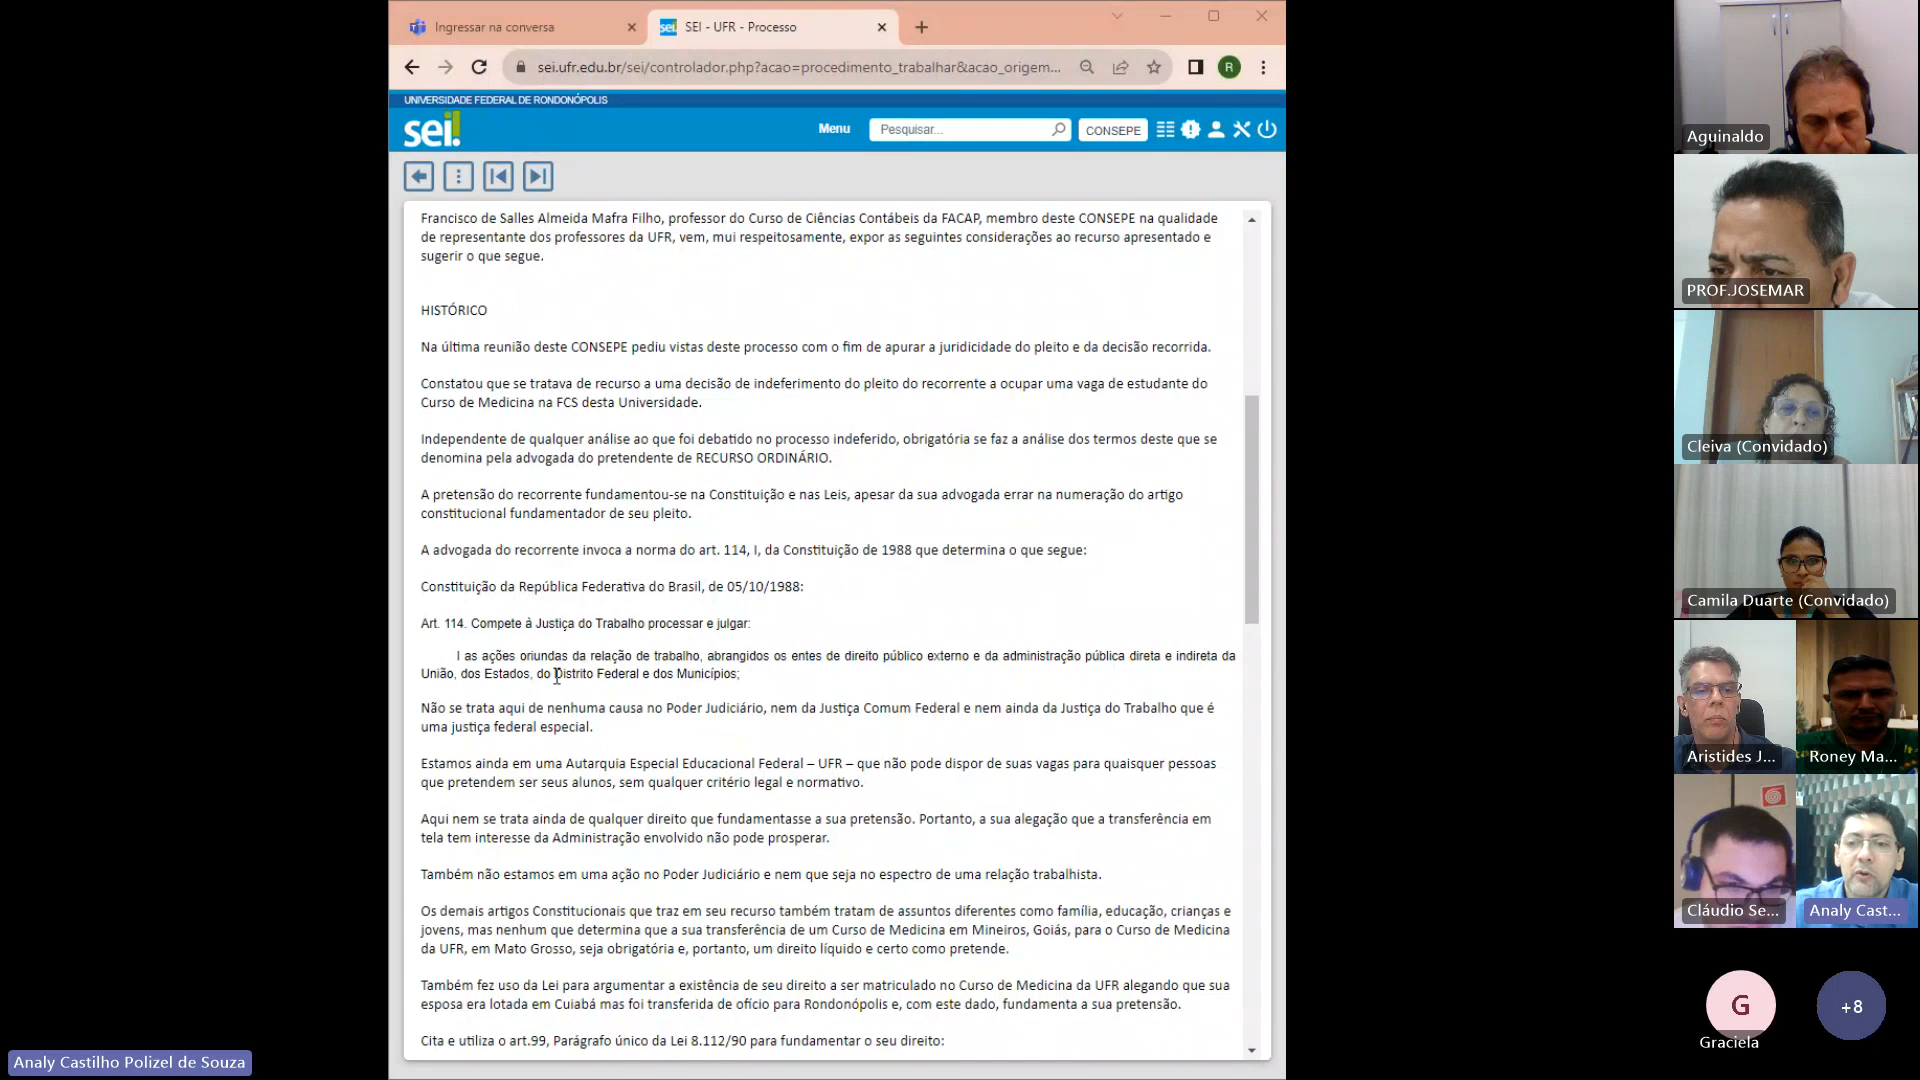 Ingressar na conversa
SEI - UFR - Processo
sei.ufr.edu.br/sei/controlador.php?acao=procedimento_trabalhar&acao_origem...
R
UNIVERSIDADE FEDERAL DE RONDONÓPOLIS
sei!
Menu
Pesquisar...
CONSEPE
Francisco de Salles Almeida Mafra Filho, professor do Curso de Ciências Contábeis da FACAP, membro deste CONSEPE na qualidade
de representante dos professores da UFR, vem, mui respeitosamente, expor as seguintes considerações ao recurso apresentado e
sugerir o que segue.
HISTÓRICO
Na última reunião deste CONSEPE pediu vistas deste processo com o fim de apurar a juridicidade do pleito e da decisão recorrida.
Constatou que se tratava de recurso a uma decisão de indeferimento do pleito do recorrente a ocupar uma vaga de estudante do
Curso de Medicina na FCS desta Universidade.
Independente de qualquer análise ao que foi debatido no processo indeferido, obrigatória se faz a análise dos termos deste que se
denomina pela advogada do pretendente de RECURSO ORDINÁRIO.
A pretensão do recorrente fundamentou-se na Constituição e nas Leis, apesar da sua advogada errar na numeração do artigo
constitucional fundamentador de seu pleito.
A advogada do recorrente invoca a norma do art. 114, I, da Constituição de 1988 que determina o que segue:
Constituição da República Federativa do Brasil, de 05/10/1988:
Art. 114. Compete à Justiça do Trabalho processar e julgar:
I as ações oriundas da relação de trabalho, abrangidos os entes de direito público externo e da administração pública direta e indireta da
União, dos Estados, do Distrito Federal e dos Municípios;
Não se trata aqui de nenhuma causa no Poder Judiciário, nem da Justiça Comum Federal e nem ainda da Justiça do Trabalho que é
uma justiça federal especial.
Estamos ainda em uma Autarquia Especial Educacional Federal – UFR – que não pode dispor de suas vagas para quaisquer pessoas
que pretendem ser seus alunos, sem qualquer critério legal e normativo.
Aqui nem se trata ainda de qualquer direito que fundamentasse a sua pretensão. Portanto, a sua alegação que a transferência em
tela tem interesse da Administração envolvido não pode prosperar.
Também não estamos em uma ação no Poder Judiciário e nem que seja no espectro de uma relação trabalhista.
Os demais artigos Constitucionais que traz em seu recurso também tratam de assuntos diferentes como família, educação, crianças e
jovens, mas nenhum que determina que a sua transferência de um Curso de Medicina em Mineiros, Goiás, para o Curso de Medicina
da UFR, em Mato Grosso, seja obrigatória e, portanto, um direito líquido e certo como pretende.
Também fez uso da Lei para argumentar a existência de seu direito a ser matriculado no Curso de Medicina da UFR alegando que sua
esposa era lotada em Cuiabá mas foi transferida de ofício para Rondonópolis e, com este dado, fundamenta a sua pretensão.
Cita e utiliza o art.99, Parágrafo único da Lei 8.112/90 para fundamentar o seu direito:
Aguinaldo
PROF.JOSEMAR
Cleiva (Convidado)
Camila Duarte (Convidado)
Aristides J...
Roney Ma...
Cláudio Se...
Analy Cast...
G
Graciela
+8
Analy Castilho Polizel de Souza